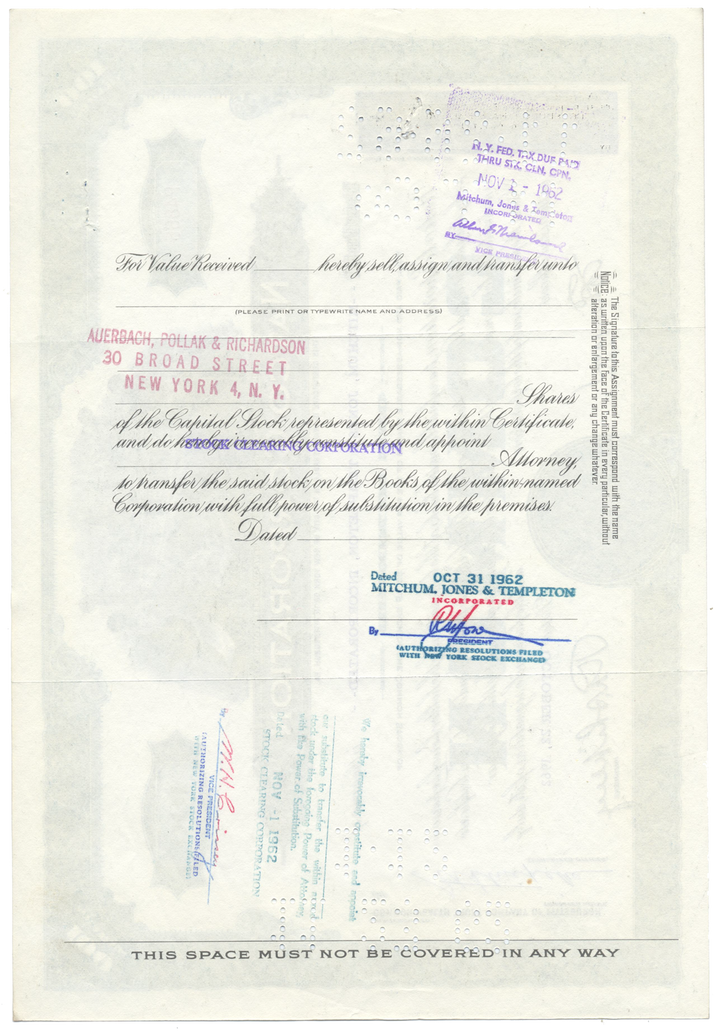 N.Y. FED. TAX DUE PAID
THRU STK. CLN. CPN.
NOV 1 - 1962
Mitchum, Jones & Templeton
INCORPORATED
BY
VICE PRESIDENT
For Value Received hereby sell, assign and transfer unto
(PLEASE PRINT OR TYPEWRITE NAME AND ADDRESS)
AUERBACH, POLLAK & RICHARDSON
30 BROAD STREET
NEW YORK 4, N. Y.
Shares
of the Capital Stock represented by the within Certificate,
and do hereby irrevocably constitute and appoint
STOCK CLEARING CORPORATION
Attorney,
to transfer the said stock on the Books of the within-named
Corporation with full power of substitution in the premises.
Dated
Notice: The Signature to this Assignment must correspond with the name
as written upon the face of the Certificate in every particular, without
alteration or enlargement or any change whatever.
Dated OCT 31 1962
MITCHUM, JONES & TEMPLETON
INCORPORATED
By
PRESIDENT
(AUTHORIZING RESOLUTIONS FILED
WITH NEW YORK STOCK EXCHANGE)
We hereby irrevocably constitute and appoint
our substitute to transfer the within named
stock under the foregoing Power of Attorney,
with like Power of Substitution.
Dated NOV -1 1962
STOCK CLEARING CORPORATION
By
VICE PRESIDENT
(AUTHORIZING RESOLUTIONS FILED
WITH NEW YORK STOCK EXCHANGE)
THIS SPACE MUST NOT BE COVERED IN ANY WAY